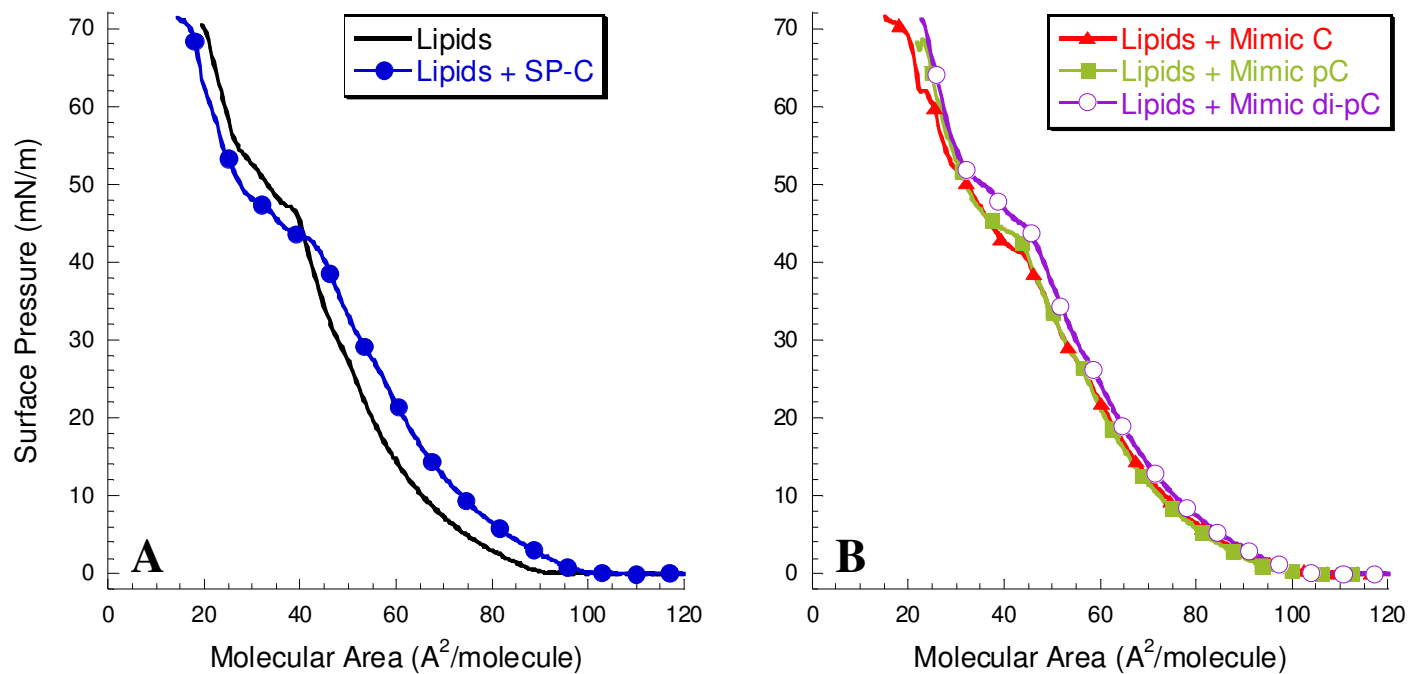 Lipids
Lipids + SP-C
Surface Pressure (mN/m)
70
60
50
40
30
20
10
0
A
0 20 40 60 80 100 120
Molecular Area (A²/molecule)
Lipids + Mimic C
Lipids + Mimic pC
Lipids + Mimic di-pC
70
60
50
40
30
20
10
0
B
0 20 40 60 80 100 120
Molecular Area (A²/molecule)